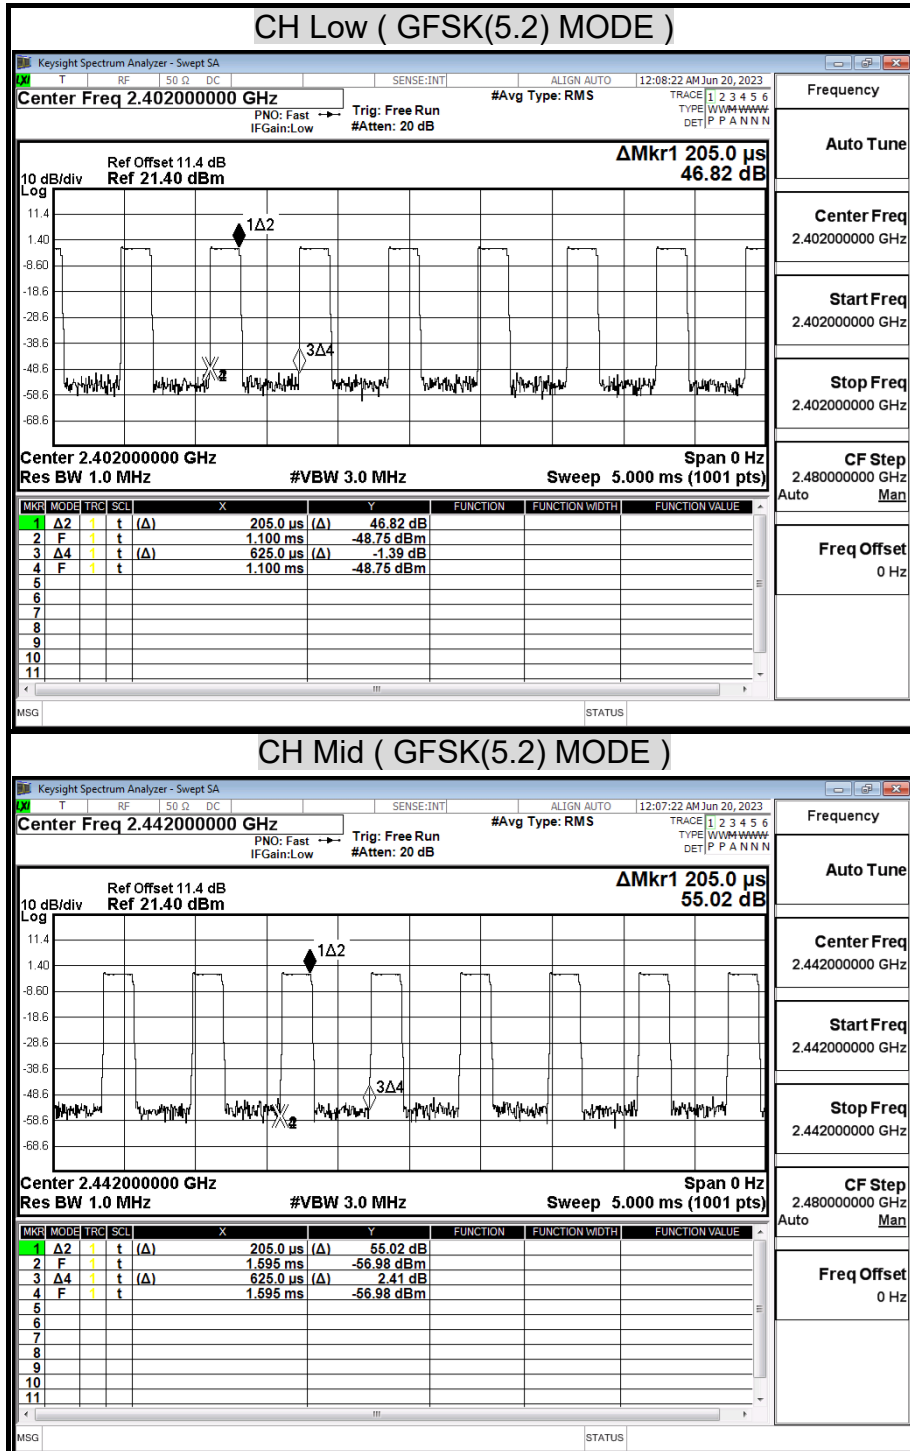 CH Low ( GFSK(5.2) MODE )
Keysight Spectrum Analyzer - Swept SA
LXI T RF 50 Ω DC SENSE:INT ALIGN AUTO 12:08:22 AM Jun 20, 2023
Center Freq 2.402000000 GHz
PNO: Fast
IFGain:Low
Trig: Free Run
#Atten: 20 dB
#Avg Type: RMS
TRACE 1 2 3 4 5 6
TYPE WWMWWWW
DET P P A N N N
Frequency
ΔMkr1 205.0 µs
46.82 dB
Ref Offset 11.4 dB
10 dB/div Ref 21.40 dBm
Log
11.4
1.40
-8.60
-18.6
-28.6
-38.6
-48.6
-58.6
-68.6
1Δ2
3Δ4
Center 2.402000000 GHz Span 0 Hz
Res BW 1.0 MHz #VBW 3.0 MHz Sweep 5.000 ms (1001 pts)
MKR MODE TRC SCL X Y FUNCTION FUNCTION WIDTH FUNCTION VALUE
1 Δ2 1 t (Δ) 205.0 µs (Δ) 46.82 dB
2 F 1 t 1.100 ms -48.75 dBm
3 Δ4 1 t (Δ) 625.0 µs (Δ) -1.39 dB
4 F 1 t 1.100 ms -48.75 dBm
5
6
7
8
9
10
11
MSG STATUS
Auto Tune
Center Freq
2.402000000 GHz
Start Freq
2.402000000 GHz
Stop Freq
2.402000000 GHz
CF Step
2.480000000 GHz
Auto Man
Freq Offset
0 Hz
CH Mid ( GFSK(5.2) MODE )
Keysight Spectrum Analyzer - Swept SA
LXI T RF 50 Ω DC SENSE:INT ALIGN AUTO 12:07:22 AM Jun 20, 2023
Center Freq 2.442000000 GHz
PNO: Fast
IFGain:Low
Trig: Free Run
#Atten: 20 dB
#Avg Type: RMS
TRACE 1 2 3 4 5 6
TYPE WWMWWWW
DET P P A N N N
Frequency
ΔMkr1 205.0 µs
55.02 dB
Ref Offset 11.4 dB
10 dB/div Ref 21.40 dBm
Log
11.4
1.40
-8.60
-18.6
-28.6
-38.6
-48.6
-58.6
-68.6
1Δ2
3Δ4
Center 2.442000000 GHz Span 0 Hz
Res BW 1.0 MHz #VBW 3.0 MHz Sweep 5.000 ms (1001 pts)
MKR MODE TRC SCL X Y FUNCTION FUNCTION WIDTH FUNCTION VALUE
1 Δ2 1 t (Δ) 205.0 µs (Δ) 55.02 dB
2 F 1 t 1.595 ms -56.98 dBm
3 Δ4 1 t (Δ) 625.0 µs (Δ) 2.41 dB
4 F 1 t 1.595 ms -56.98 dBm
5
6
7
8
9
10
11
MSG STATUS
Auto Tune
Center Freq
2.442000000 GHz
Start Freq
2.442000000 GHz
Stop Freq
2.442000000 GHz
CF Step
2.480000000 GHz
Auto Man
Freq Offset
0 Hz